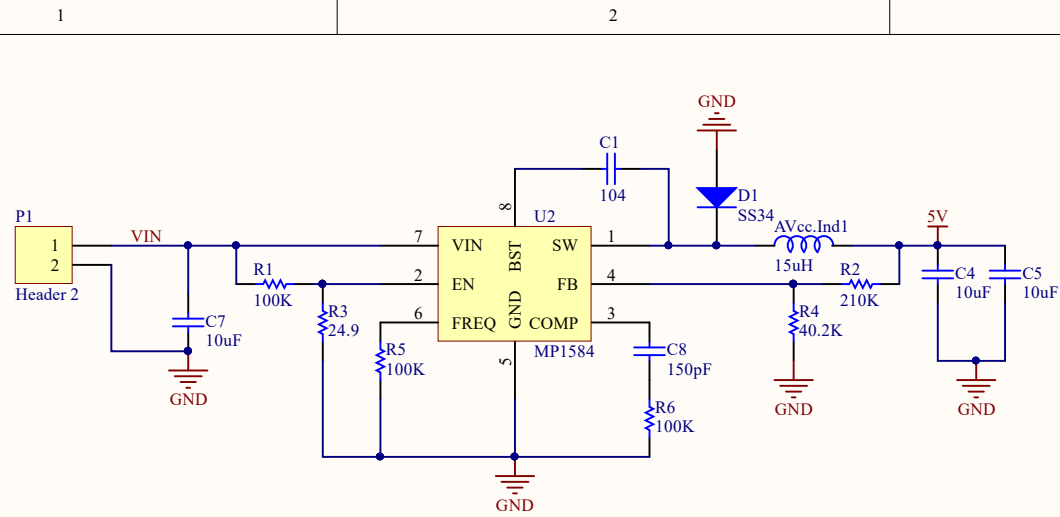 1
2
GND
C1
104
D1
SS34
P1
1
2
Header 2
VIN
8
U2
7
VIN
BST
SW
1
AVcc.Ind1
15uH
5V
2
EN
FB
4
R1
100K
R2
210K
C4
10uF
C5
10uF
6
FREQ
GND
COMP
3
R3
24.9
R4
40.2K
C7
10uF
R5
100K
5
MP1584
C8
150pF
GND
R6
100K
GND
GND
GND